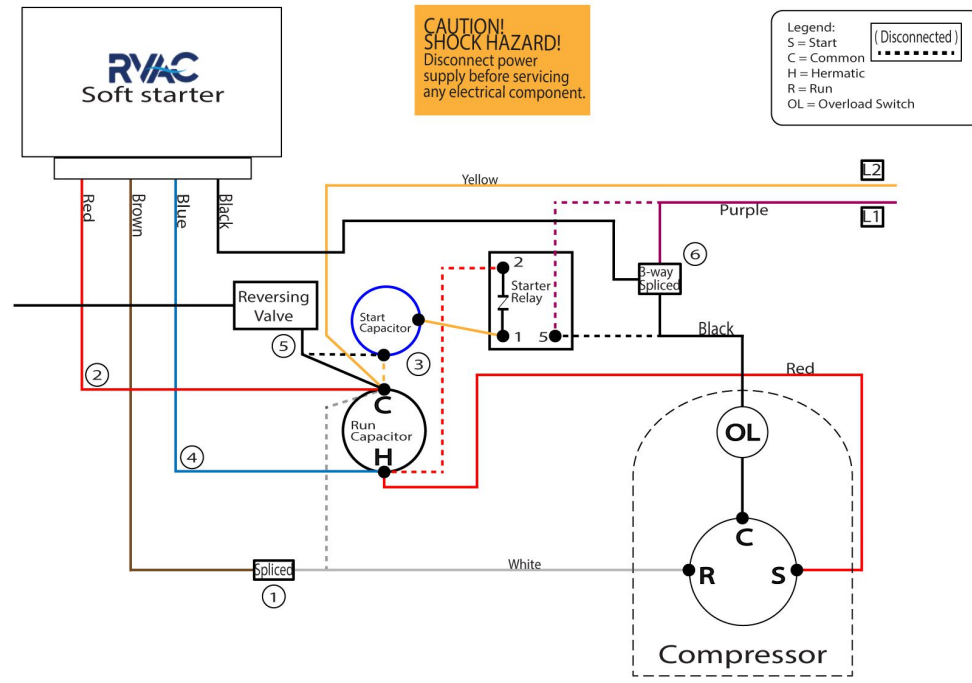 CAUTION!
SHOCK HAZARD!
Disconnect power
supply before servicing
any electrical component.
Legend:
S = Start
C = Common
H = Hermatic
R = Run
OL = Overload Switch
( Disconnected )
RVAC
Soft starter
Red
Brown
Blue
Black
Yellow
L2
Purple
L1
6
3-way
Spliced
2
Starter
Relay
1
5
Reversing
Valve
Start
Capacitor
5
3
Black
Red
2
C
Run
Capacitor
H
4
OL
C
R
S
Spliced
White
1
Compressor